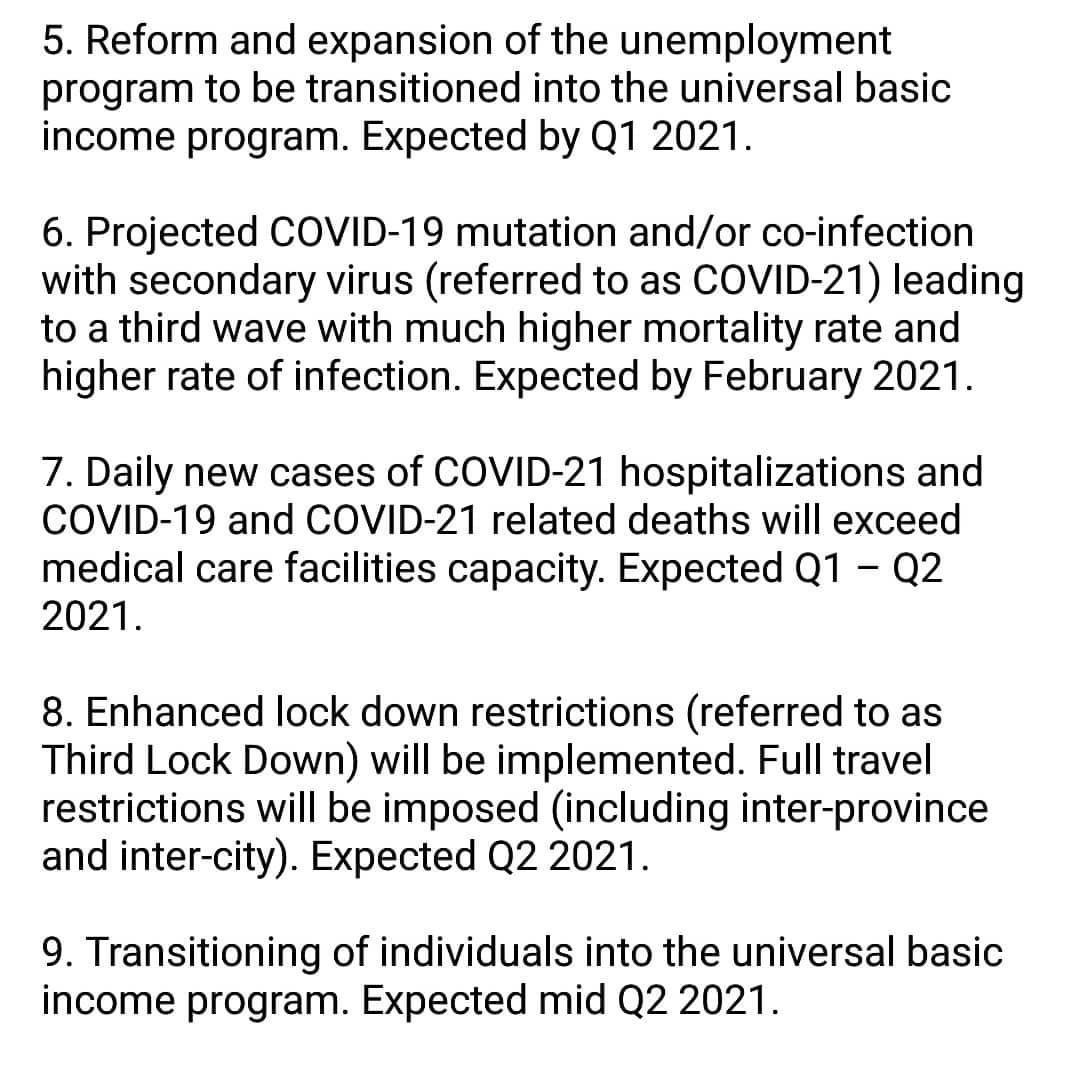 5. Reform and expansion of the unemployment
program to be transitioned into the universal basic
income program. Expected by Q1 2021.
6. Projected COVID-19 mutation and/or co-infection
with secondary virus (referred to as COVID-21) leading
to a third wave with much higher mortality rate and
higher rate of infection. Expected by February 2021.
7. Daily new cases of COVID-21 hospitalizations and
COVID-19 and COVID-21 related deaths will exceed
medical care facilities capacity. Expected Q1 – Q2
2021.
8. Enhanced lock down restrictions (referred to as
Third Lock Down) will be implemented. Full travel
restrictions will be imposed (including inter-province
and inter-city). Expected Q2 2021.
9. Transitioning of individuals into the universal basic
income program. Expected mid Q2 2021.